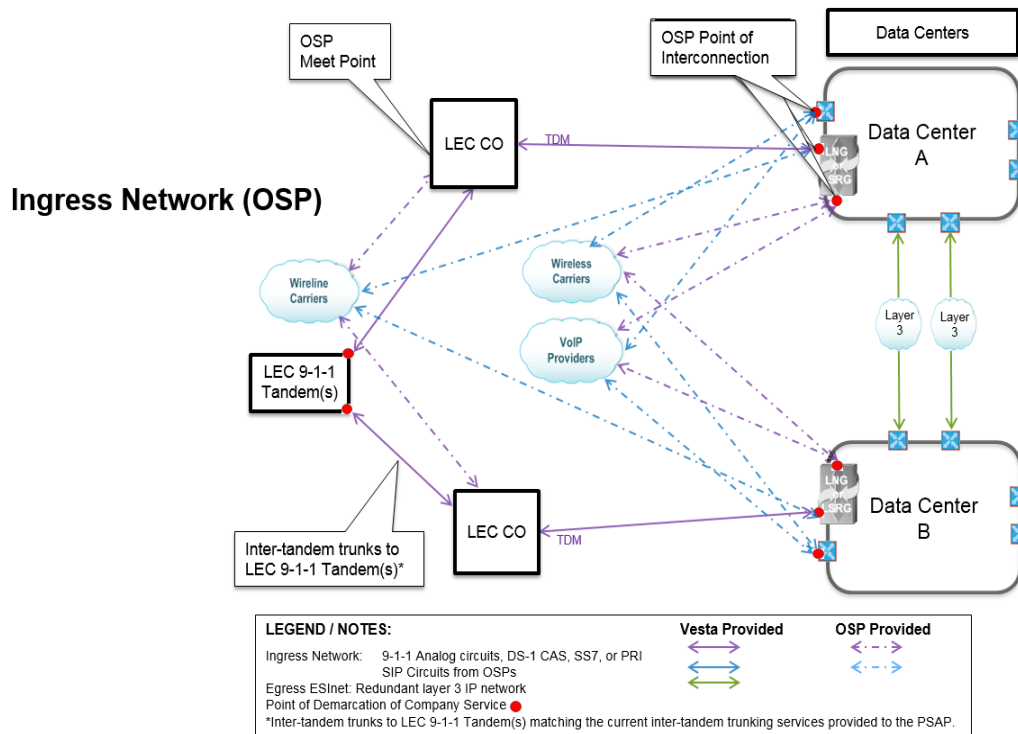 OSP
Meet Point
OSP Point of
Interconnection
Data Centers
LEC CO
TDM
LNG
or
LSRG
Data Center
A
Ingress Network (OSP)
Wireline
Carriers
Wireless
Carriers
VoIP
Providers
Layer
3
Layer
3
LEC 9-1-1
Tandem(s)
LEC CO
TDM
LNG
or
LSRG
Data Center
B
Inter-tandem trunks to
LEC 9-1-1 Tandem(s)*
LEGEND / NOTES:
Vesta Provided
OSP Provided
Ingress Network: 9-1-1 Analog circuits, DS-1 CAS, SS7, or PRI
SIP Circuits from OSPs
Egress ESInet: Redundant layer 3 IP network
Point of Demarcation of Company Service
*Inter-tandem trunks to LEC 9-1-1 Tandem(s) matching the current inter-tandem trunking services provided to the PSAP.